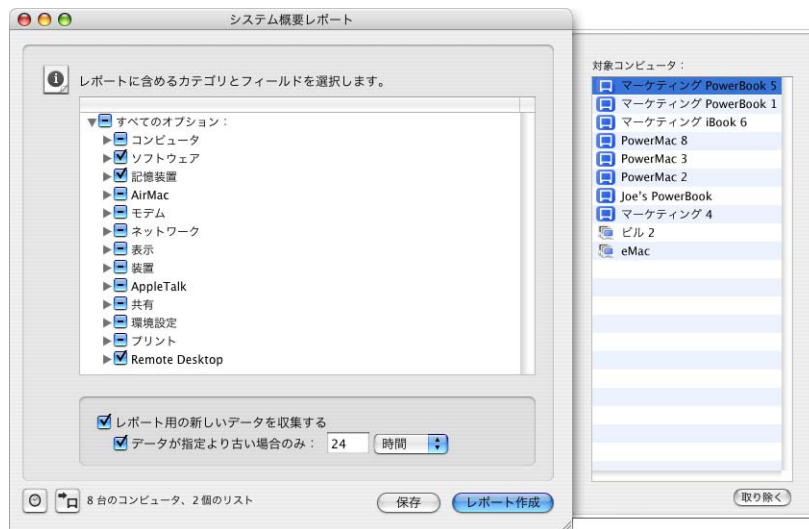 システム概要レポート
レポートに含めるカテゴリとフィールドを選択します。
すべてのオプション：
コンピュータ
ソフトウェア
記憶装置
AirMac
モデム
ネットワーク
表示
装置
AppleTalk
共有
環境設定
プリント
Remote Desktop
レポート用の新しいデータを収集する
データが指定より古い場合のみ： 24 時間
8 台のコンピュータ、2 個のリスト
保存 レポート作成
対象コンピュータ：
マーケティング PowerBook 5
マーケティング PowerBook 1
マーケティング iBook 6
PowerMac 8
PowerMac 3
PowerMac 2
Joe's PowerBook
マーケティング 4
ビル 2
eMac
取り除く